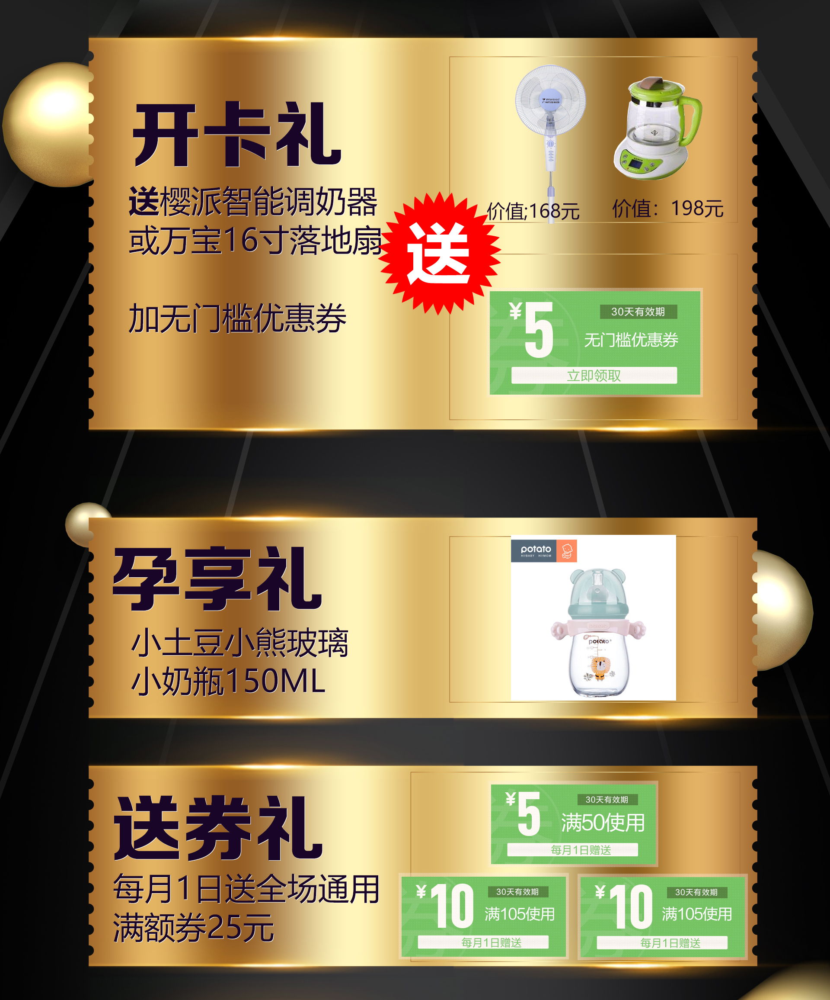 开卡礼
送樱派智能调奶器
或万宝16寸落地扇
加无门槛优惠券
送
Wanbao
价值;168元
价值：198元
¥5
30天有效期
无门槛优惠券
立即领取
孕享礼
小土豆小熊玻璃
小奶瓶150ML
potato
HI!BABY HI!MOM
potato
送券礼
每月1日送全场通用
满额券25元
¥5
30天有效期
满50使用
每月1日赠送
¥10
30天有效期
满105使用
每月1日赠送
¥10
30天有效期
满105使用
每月1日赠送